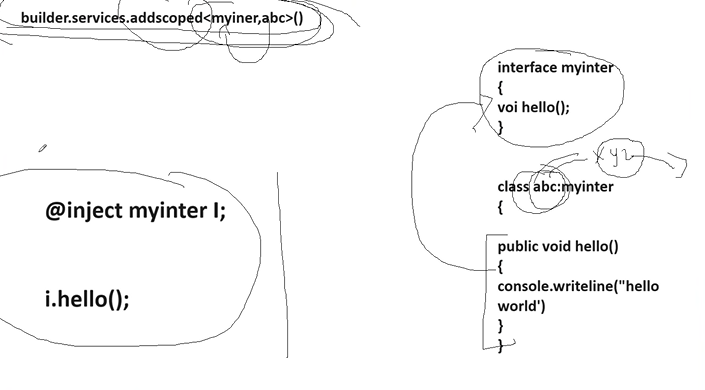 builder.services.addscoped<myiner,abc>()
interface myinter
{
voi hello();
}
xyz
class abc:myinter
{
@inject myinter I;
public void hello()
{
console.writeline("hello
world')
}
}
i.hello();